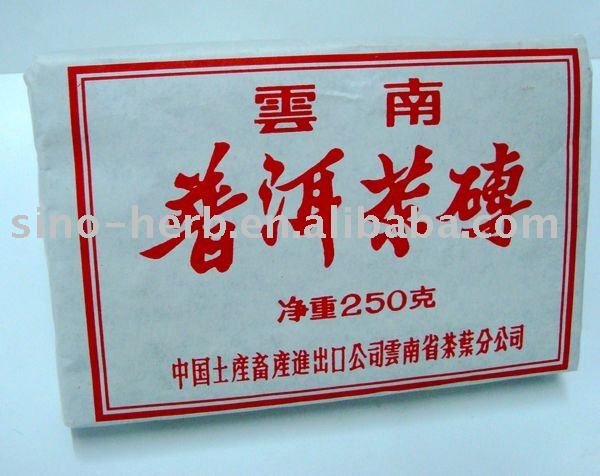 雲南
普洱茶磚
sino-herb.en.alibaba.com
净重250克
中国土産畜産進出口公司雲南省茶葉分公司